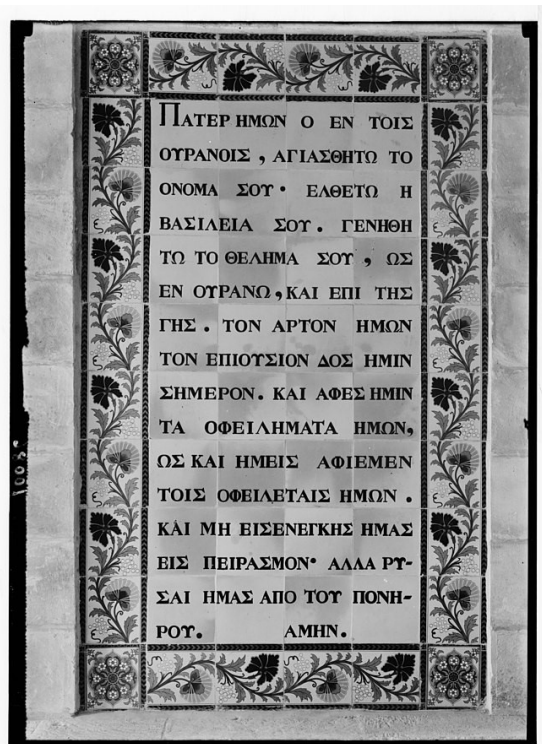 ΠΑΤΕΡ ΗΜΩΝ Ο ΕΝ ΤΟΙΣ
ΟΥΡΑΝΟΙΣ , ΑΓΙΑΣΘΗΤΩ ΤΟ
ΟΝΟΜΑ ΣΟΥ· ΕΛΘΕΤΩ Η
ΒΑΣΙΛΕΙΑ ΣΟΥ . ΓΕΝΗΘΗ
ΤΩ ΤΟ ΘΕΛΗΜΑ ΣΟΥ , ΩΣ
ΕΝ ΟΥΡΑΝΩ , ΚΑΙ ΕΠΙ ΤΗΣ
ΓΗΣ . ΤΟΝ ΑΡΤΟΝ ΗΜΩΝ
ΤΟΝ ΕΠΙΟΥΣΙΟΝ ΔΟΣ ΗΜΙΝ
ΣΗΜΕΡΟΝ. ΚΑΙ ΑΦΕΣ ΗΜΙΝ
ΤΑ ΟΦΕΙΛΗΜΑΤΑ ΗΜΩΝ,
ΩΣ ΚΑΙ ΗΜΕΙΣ ΑΦΙΕΜΕΝ
ΤΟΙΣ ΟΦΕΙΛΕΤΑΙΣ ΗΜΩΝ .
ΚΑΙ ΜΗ ΕΙΣΕΝΕΓΚΗΣ ΗΜΑΣ
ΕΙΣ ΠΕΙΡΑΣΜΟΝ· ΑΛΛΑ ΡΥ-
ΣΑΙ ΗΜΑΣ ΑΠΟ ΤΟΥ ΠΟΝΗ-
ΡΟΥ. ΑΜΗΝ.